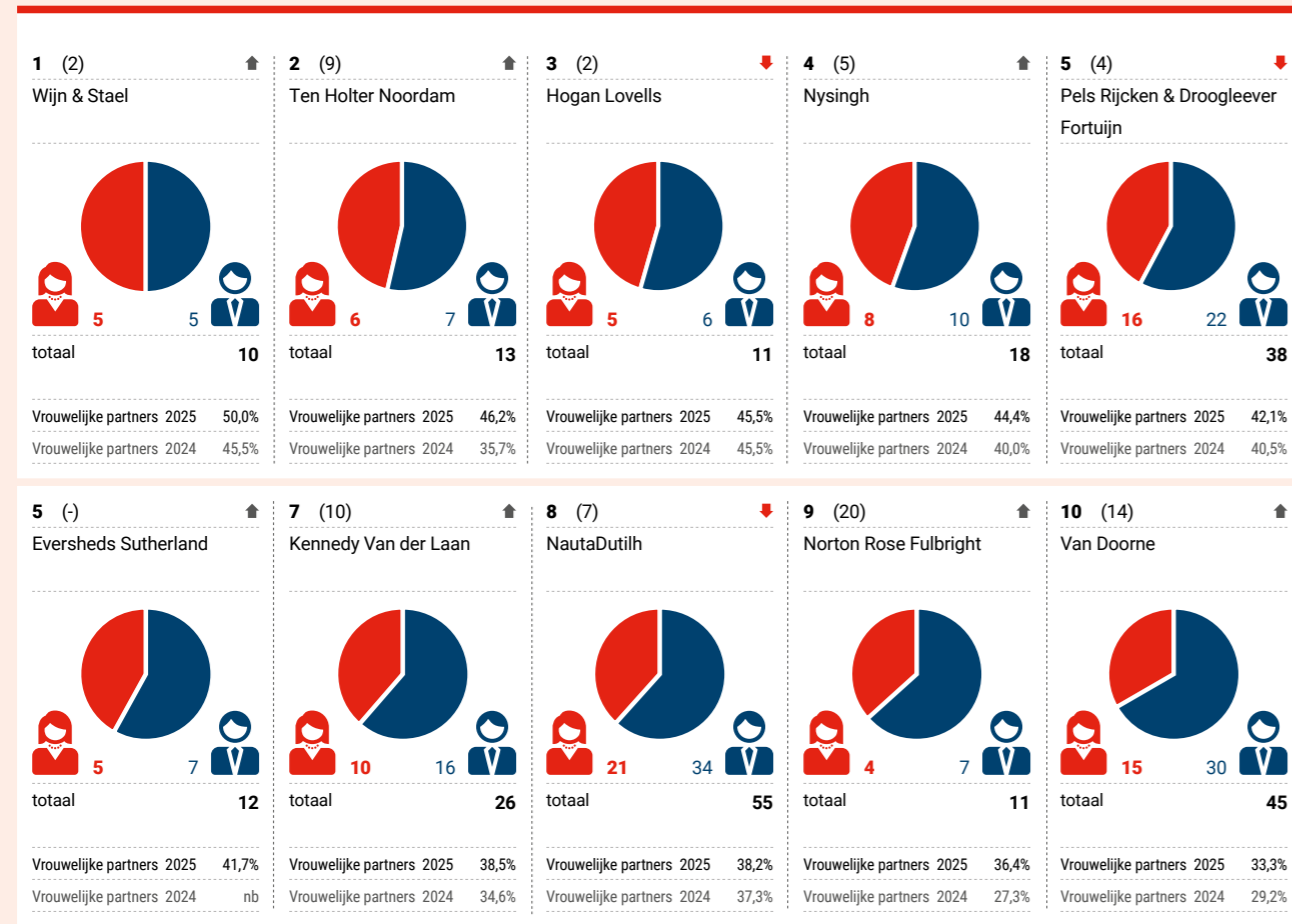 1 (2)
Wijn & Stael
5 5
totaal 10
Vrouwelijke partners 2025 50,0%
Vrouwelijke partners 2024 45,5%
2 (9)
Ten Holter Noordam
6 7
totaal 13
Vrouwelijke partners 2025 46,2%
Vrouwelijke partners 2024 35,7%
3 (2)
Hogan Lovells
5 6
totaal 11
Vrouwelijke partners 2025 45,5%
Vrouwelijke partners 2024 45,5%
4 (5)
Nysingh
8 10
totaal 18
Vrouwelijke partners 2025 44,4%
Vrouwelijke partners 2024 40,0%
5 (4)
Pels Rijcken & Droogleever
Fortuijn
16 22
totaal 38
Vrouwelijke partners 2025 42,1%
Vrouwelijke partners 2024 40,5%
5 (-)
Eversheds Sutherland
5 7
totaal 12
Vrouwelijke partners 2025 41,7%
Vrouwelijke partners 2024 nb
7 (10)
Kennedy Van der Laan
10 16
totaal 26
Vrouwelijke partners 2025 38,5%
Vrouwelijke partners 2024 34,6%
8 (7)
NautaDutilh
21 34
totaal 55
Vrouwelijke partners 2025 38,2%
Vrouwelijke partners 2024 37,3%
9 (20)
Norton Rose Fulbright
4 7
totaal 11
Vrouwelijke partners 2025 36,4%
Vrouwelijke partners 2024 27,3%
10 (14)
Van Doorne
15 30
totaal 45
Vrouwelijke partners 2025 33,3%
Vrouwelijke partners 2024 29,2%